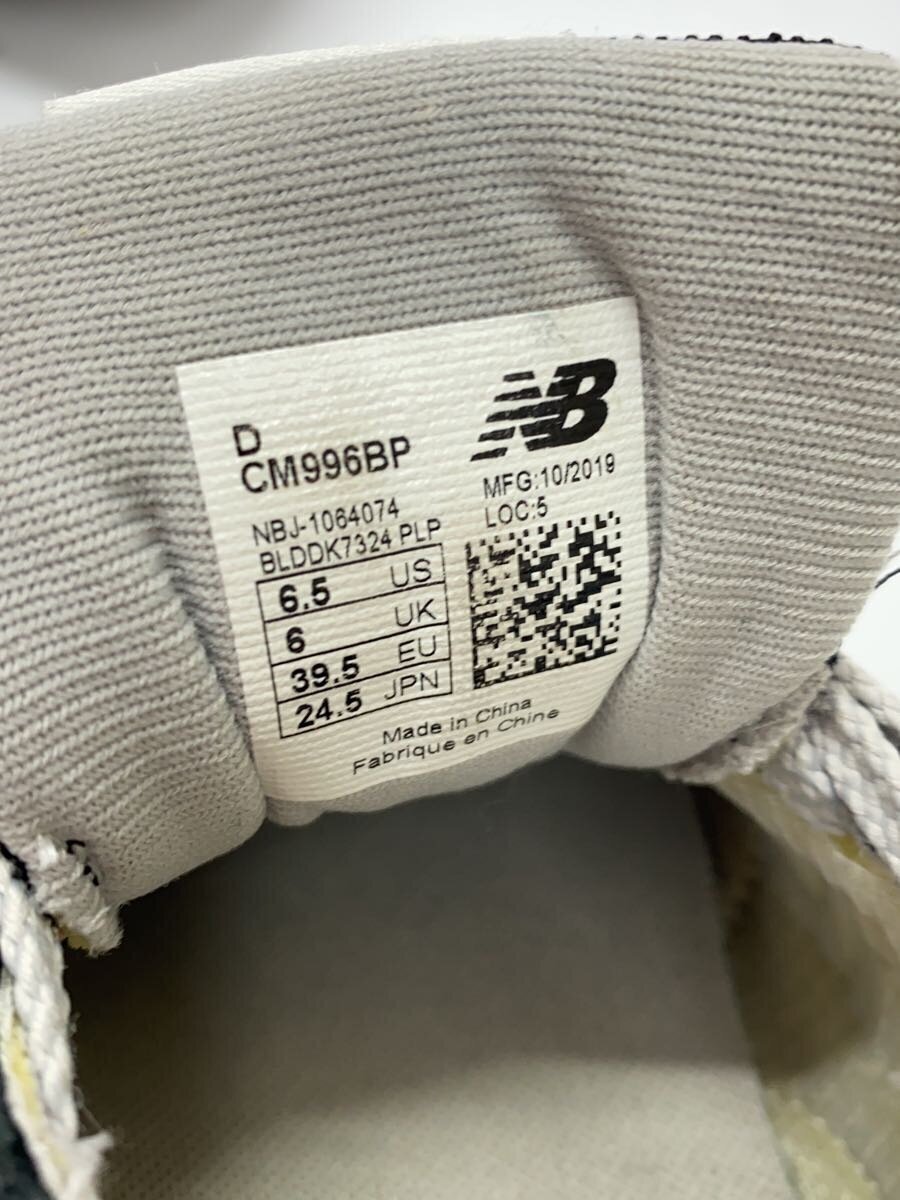 D
CM996BP
NB
NBJ-1064074
BLDDK7324 PLP
MFG:10/2019
LOC:5
6.5 US
6 UK
39.5 EU
24.5 JPN
Made in China
Fabrique en Chine